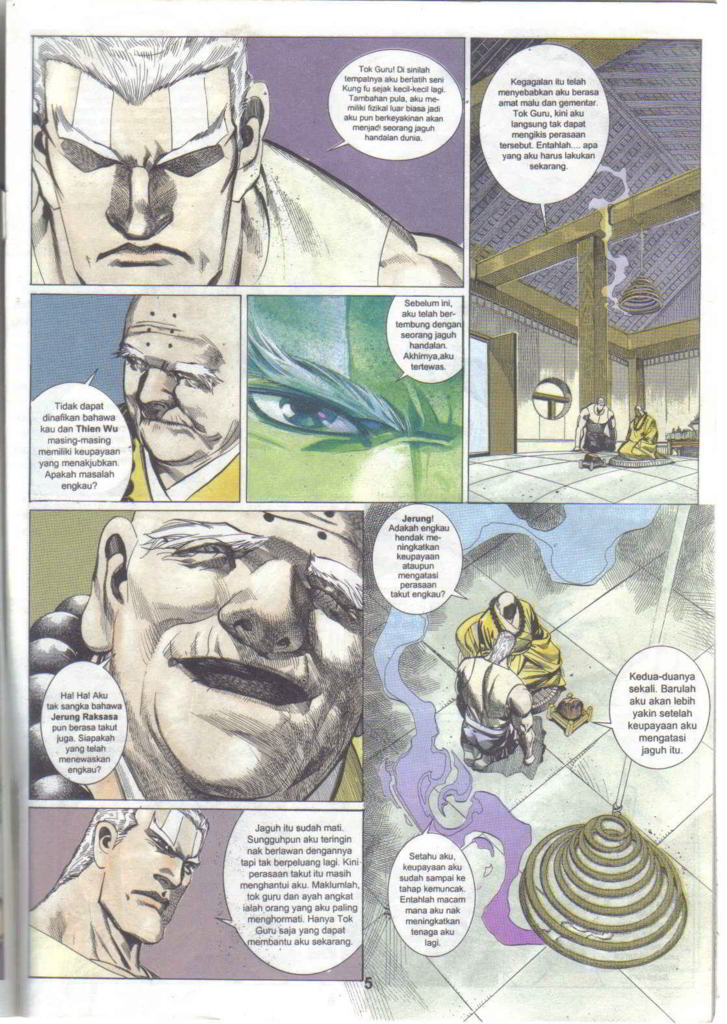 Tok Guru! Di sinilah
tempatnya aku berlatih seni
Kung fu sejak kecil-kecil lagi.
Tambahan pula, aku me-
miliki fizikal luar biasa jadi
aku pun berkeyakinan akan
menjadi seorang jaguh
handalan dunia.
Kegagalan itu telah
menyebabkan aku berasa
amat malu dan gementar.
Tok Guru, kini aku
langsung tak dapat
mengikis perasaan
tersebut. Entahlah.... apa
yang aku harus lakukan
sekarang.
Sebelum ini,
aku telah ber-
tembung dengan
seorang jaguh
handalan.
Akhirnya,aku
tertewas.
Tidak dapat
dinafikan bahawa
kau dan Thien Wu
masing-masing
memiliki keupayaan
yang menakjubkan.
Apakah masalah
engkau?
Ha! Ha! Aku
tak sangka bahawa
Jerung Raksasa
pun berasa takut
juga. Siapakah
yang telah
menewaskan
engkau?
Jaguh itu sudah mati.
Sungguhpun aku teringin
nak berlawan dengannya
tapi tak berpeluang lagi. Kini
perasaan takut itu masih
menghantui aku. Maklumlah,
tok guru dan ayah angkat
ialah orang yang aku paling
menghormati. Hanya Tok
Guru saja yang dapat
membantu aku sekarang.
Jerung!
Adakah engkau
hendak me-
ningkatkan
keupayaan
ataupun
mengatasi
perasaan
takut engkau?
Kedua-duanya
sekali. Barulah
aku akan lebih
yakin setelah
keupayaan aku
mengatasi
jaguh itu.
Setahu aku,
keupayaan aku
sudah sampai ke
tahap kemuncak.
Entahlah macam
mana aku nak
meningkatkan
tenaga aku
lagi.
5